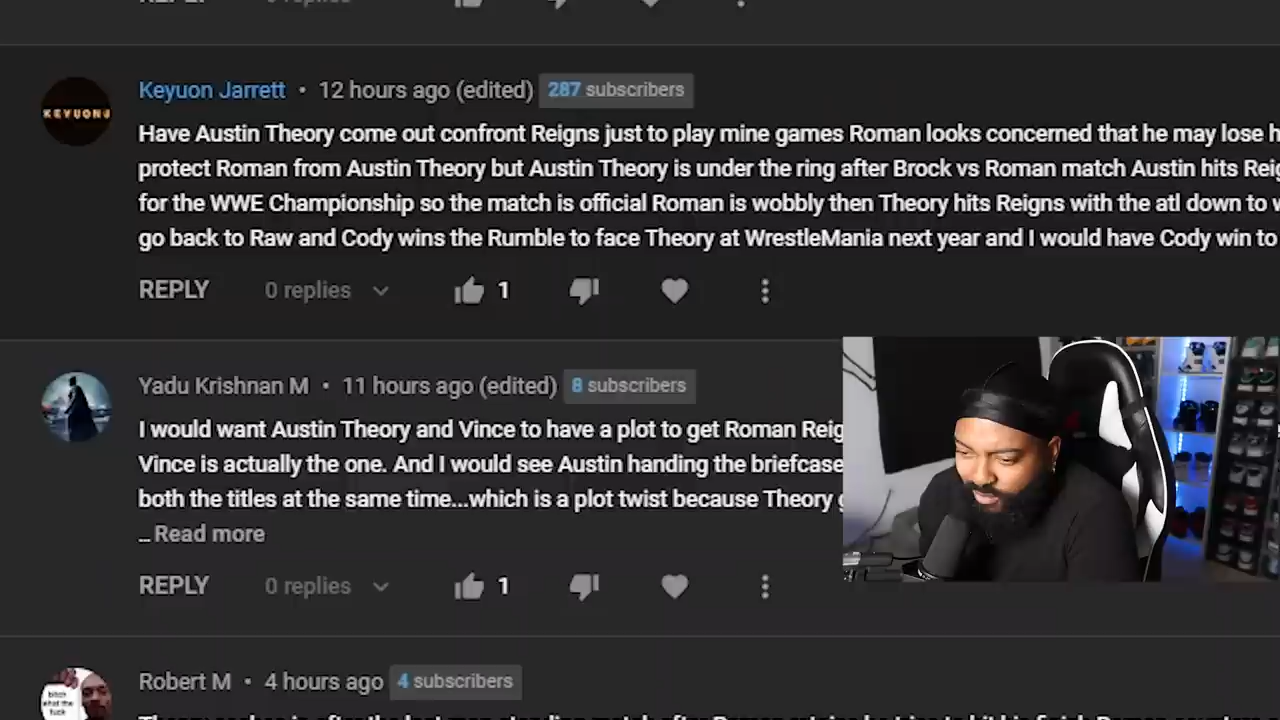 Keyuon Jarrett • 12 hours ago (edited) 287 subscribers
KEYUONJ
Have Austin Theory come out confront Reigns just to play mine games Roman looks concerned that he may lose
protect Roman from Austin Theory but Austin Theory is under the ring after Brock vs Roman match Austin hits
for the WWE Championship so the match is official Roman is wobbly then Theory hits Reigns with the atl down to
go back to Raw and Cody wins the Rumble to face Theory at WrestleMania next year and I would have Cody win to
REPLY 0 replies 1
Yadu Krishnan M • 11 hours ago (edited) 8 subscribers
I would want Austin Theory and Vince to have a plot to get Roman
Vince is actually the one. And I would see Austin handing the briefcase
both the titles at the same time...which is a plot twist because Theory
... Read more
REPLY 0 replies 1
Robert M • 4 hours ago 4 subscribers